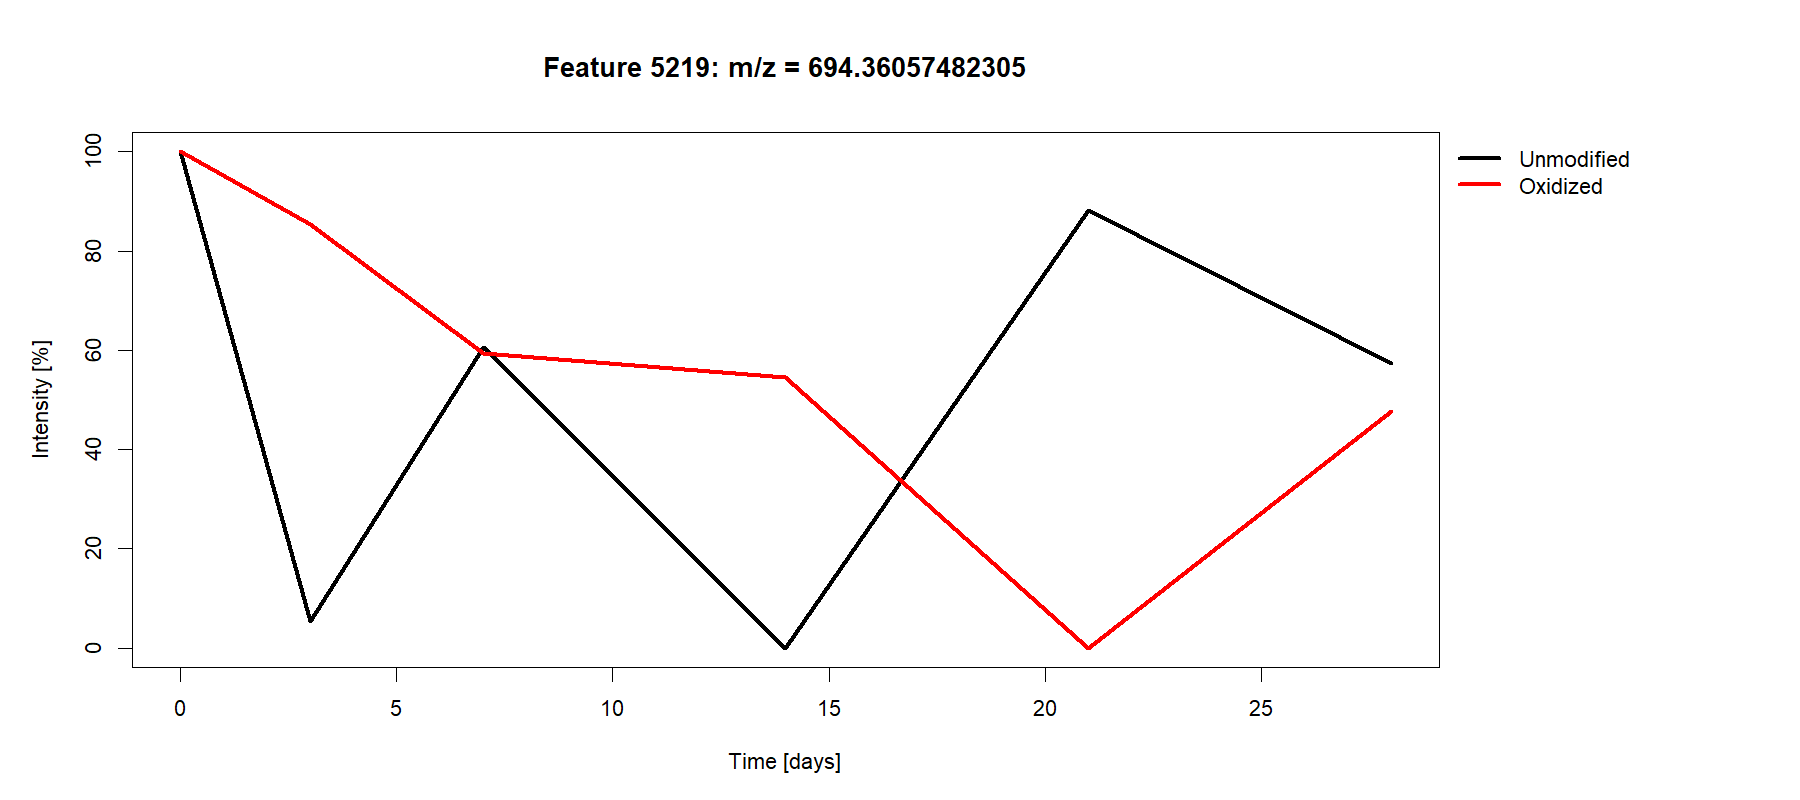 Feature 5219: m/z = 694.36057482305
Unmodified
Oxidized
Intensity [%]
100
80
60
40
20
0
0 5 10 15 20 25
Time [days]